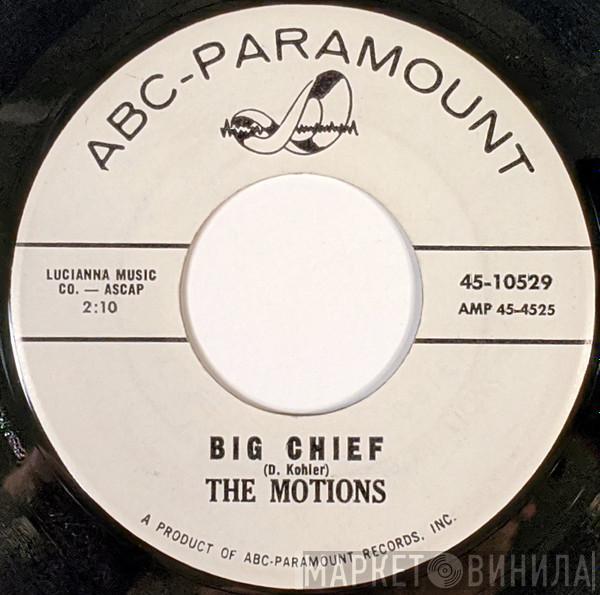 ABC-PARAMOUNT
LUCIANNA MUSIC
CO. — ASCAP
2:10
45-10529
AMP 45-4525
BIG CHIEF
(D. Kohler)
THE MOTIONS
A PRODUCT OF ABC-PARAMOUNT RECORDS, INC.
МАРКЕТ ВИНИЛА